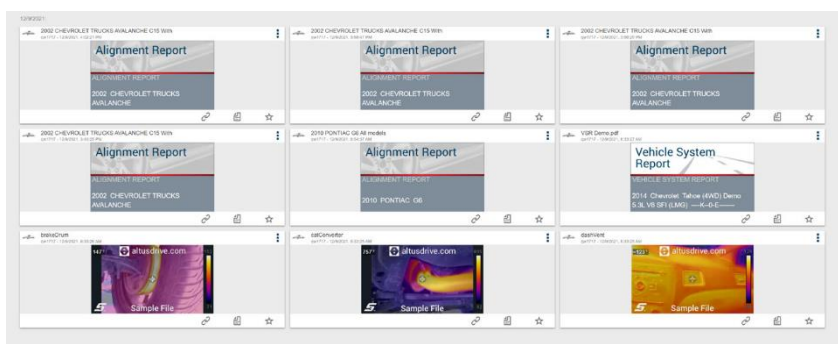 12/9/2021
2002 CHEVROLET TRUCKS AVALANCHE C15 With
Alignment Report
ALIGNMENT REPORT
2002 CHEVROLET TRUCKS
AVALANCHE
2002 CHEVROLET TRUCKS AVALANCHE C15 With
Alignment Report
ALIGNMENT REPORT
2002 CHEVROLET TRUCKS
AVALANCHE
2002 CHEVROLET TRUCKS AVALANCHE C15 With
Alignment Report
ALIGNMENT REPORT
2002 CHEVROLET TRUCKS
AVALANCHE
2002 CHEVROLET TRUCKS AVALANCHE C15 With
Alignment Report
ALIGNMENT REPORT
2002 CHEVROLET TRUCKS
AVALANCHE
2010 PONTIAC G6 All models
Alignment Report
ALIGNMENT REPORT
2010 PONTIAC G6
VSR Demo.pdf
Vehicle System
Report
VEHICLE SYSTEM REPORT
2014 Chevrolet Tahoe (4WD) Demo
5.3L V8 SFI (LMG) ----K--0-E-------
brakeDrum
altusdrive.com
Sample File
catConverter
altusdrive.com
Sample File
dashVent
altusdrive.com
Sample File